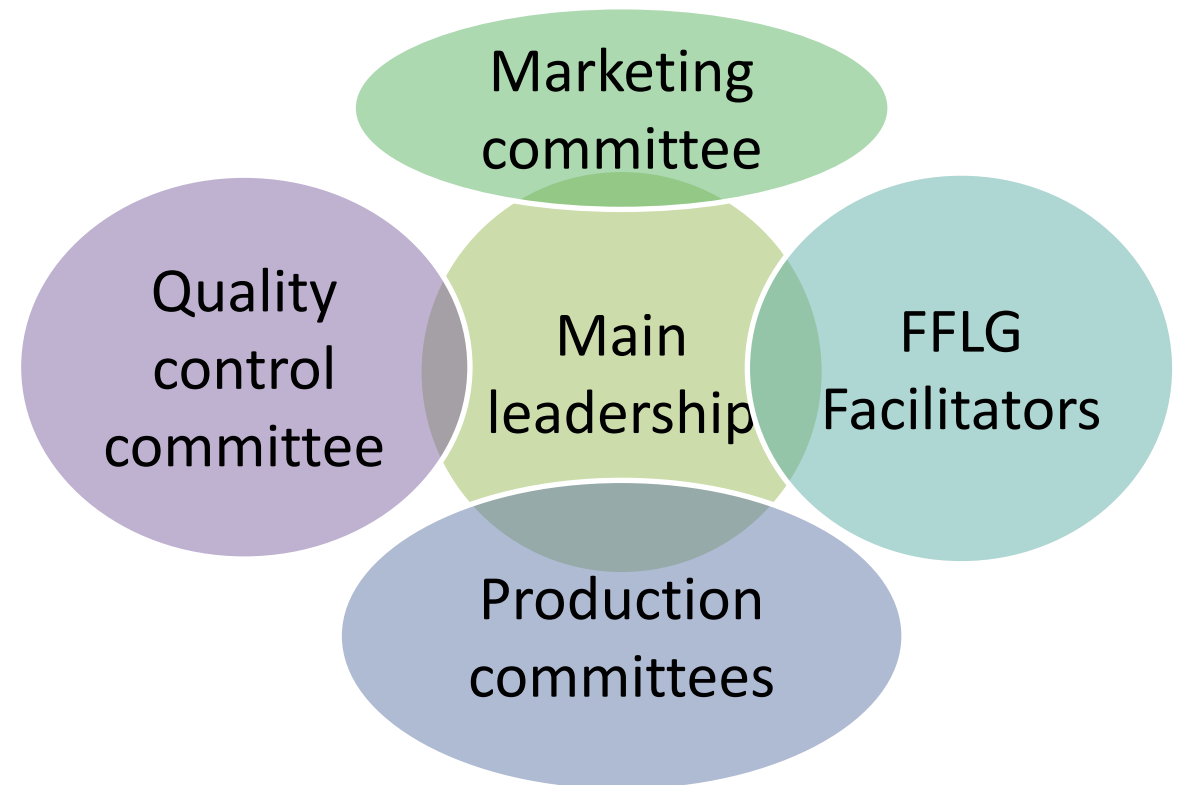 Marketing
committee
Quality
control
committee
Main
leadership
FFLG
Facilitators
Production
committees